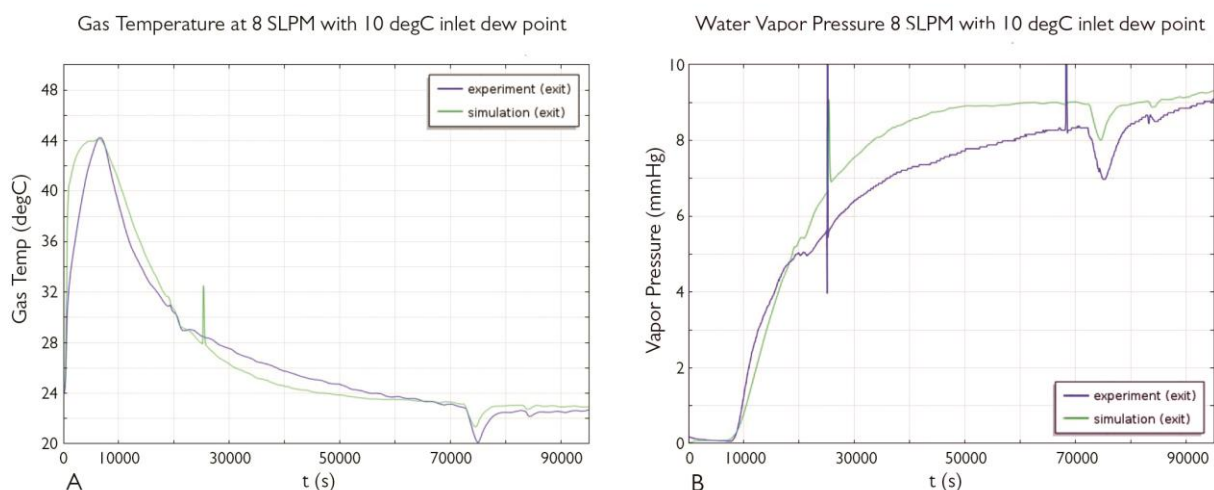 Gas Temperature at 8 SLPM with 10 degC inlet dew point
48
44
40
36
32
28
24
20
Gas Temp (degC)
experiment (exit)
simulation (exit)
0 10000 30000 50000 70000 90000
A t (s)
Water Vapor Pressure 8 SLPM with 10 degC inlet dew point
10
8
6
4
2
0
Vapor Pressure (mmHg)
experiment (exit)
simulation (exit)
0 10000 30000 50000 70000 90000
B t (s)